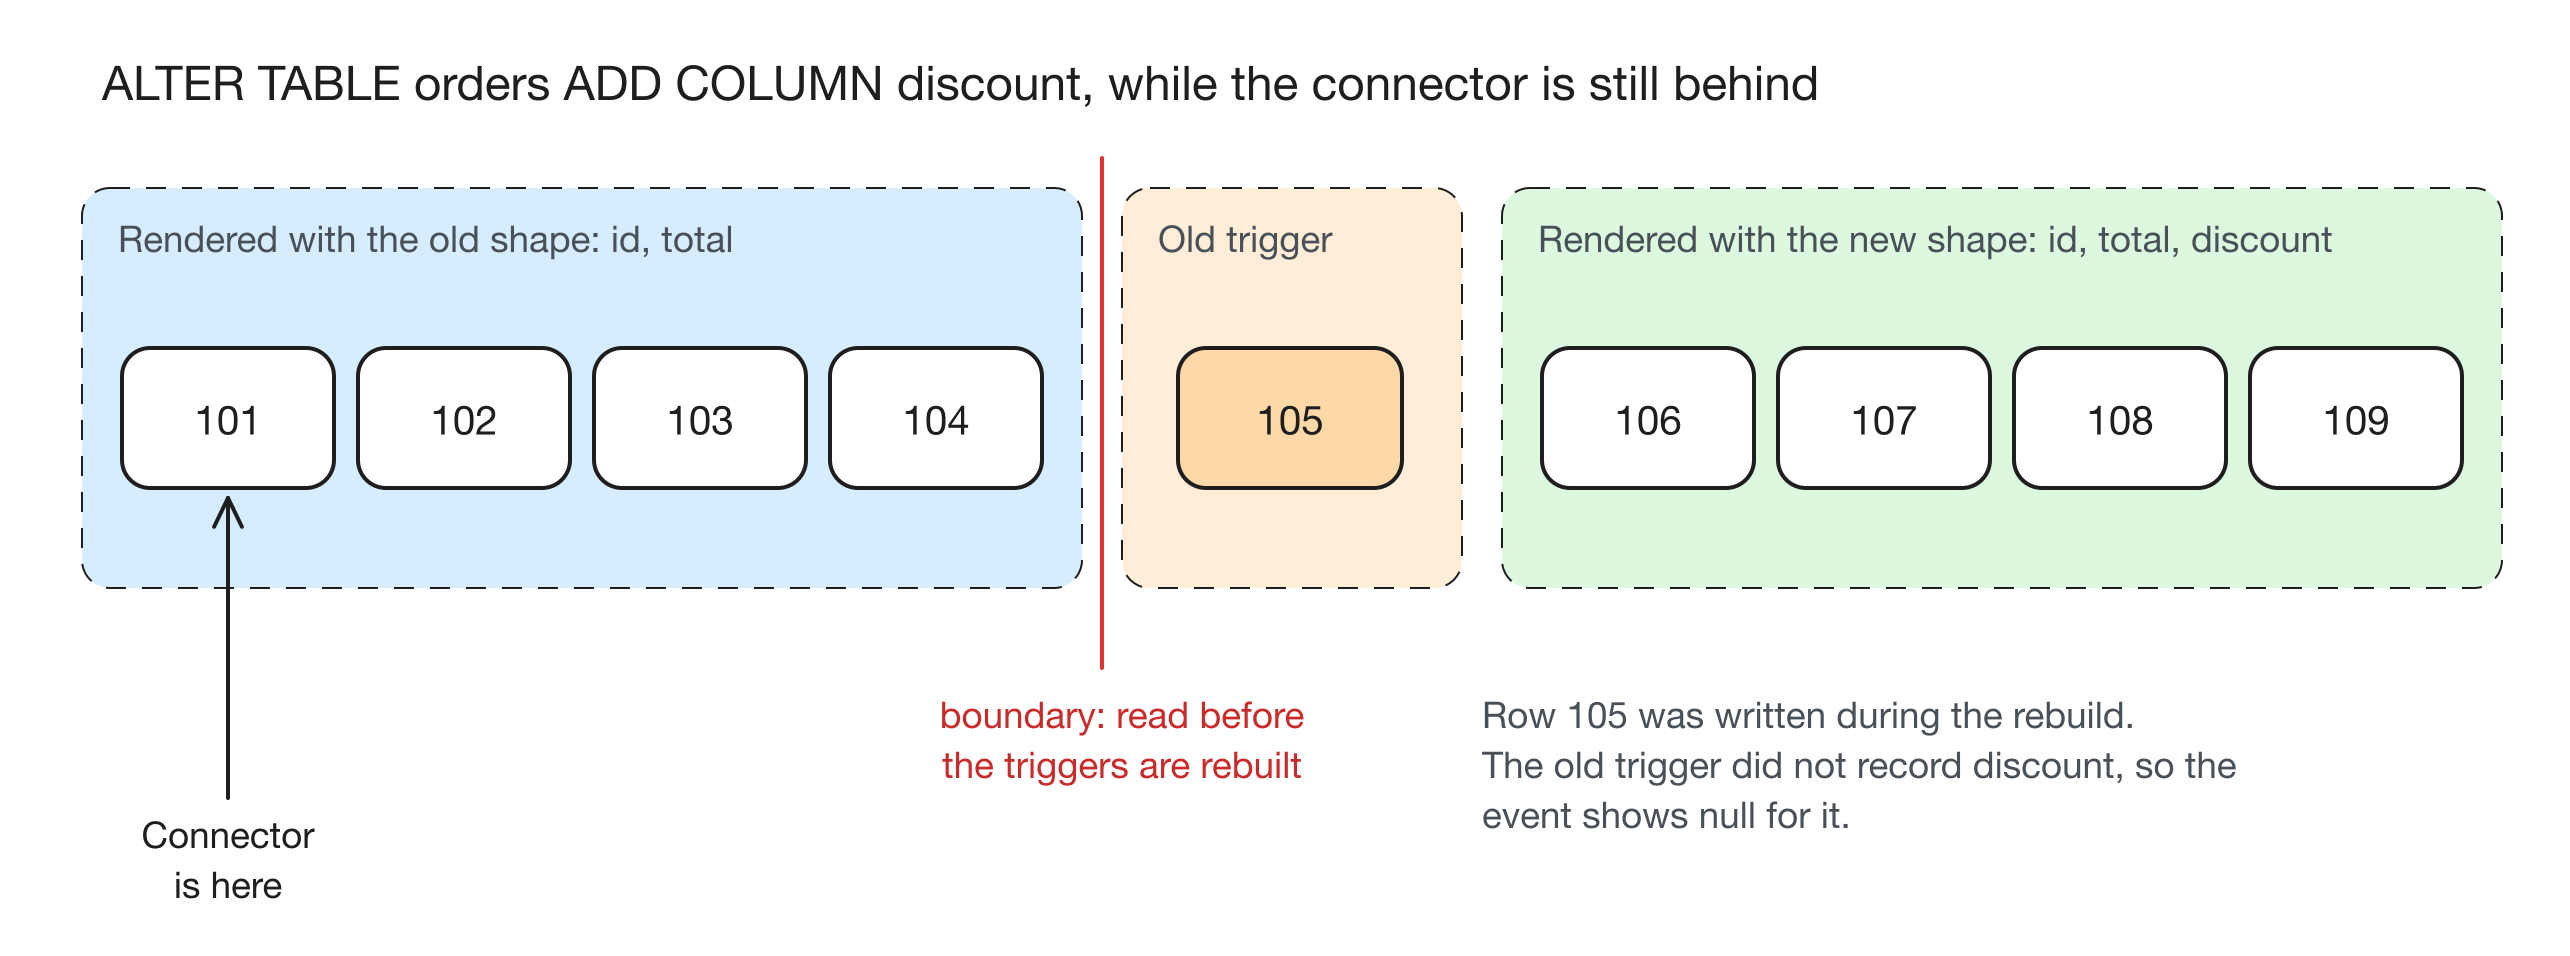 ALTER TABLE orders ADD COLUMN discount, while the connector is still behind
Rendered with the old shape: id, total
Old trigger
Rendered with the new shape: id, total, discount
101
102
103
104
105
106
107
108
109
boundary: read before
the triggers are rebuilt
Row 105 was written during the rebuild.
The old trigger did not record discount, so the
event shows null for it.
Connector
is here